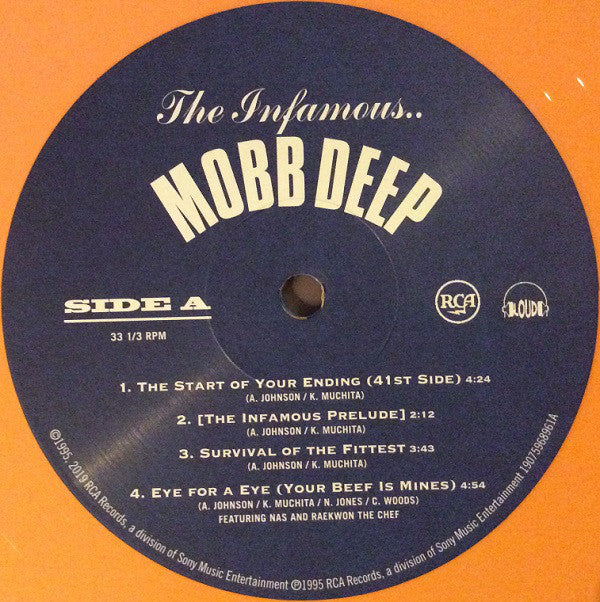 The Infamous..
MOBB DEEP
SIDE A
33 1/3 RPM
RCA
LOUD
1. The Start of Your Ending (41st Side) 4:24
(A. JOHNSON / K. MUCHITA)
2. [The Infamous Prelude] 2:12
(A. JOHNSON / K. MUCHITA)
3. Survival of the Fittest 3:43
(A. JOHNSON / K. MUCHITA)
4. Eye for a Eye (Your Beef Is Mines) 4:54
(A. JOHNSON / K. MUCHITA / N. JONES / C. WOODS)
FEATURING NAS AND RAEKWON THE CHEF
©1995, 2019 RCA Records, a division of Sony Music Entertainment ℗1995 RCA Records, a division of Sony Music Entertainment 19075968961A